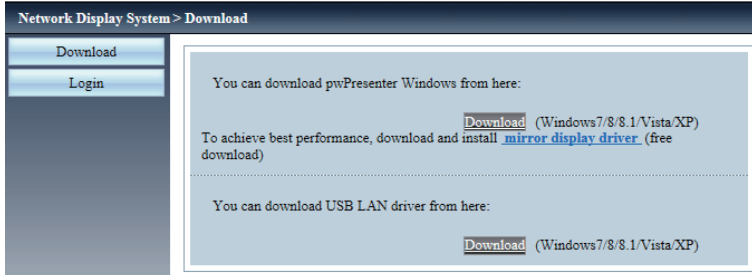 Network Display System > Download
Download
Login
You can download pwPresenter Windows from here:
Download (Windows7/8/8.1/Vista/XP)
To achieve best performance, download and install mirror display driver (free
download)
You can download USB LAN driver from here:
Download (Windows7/8/8.1/Vista/XP)